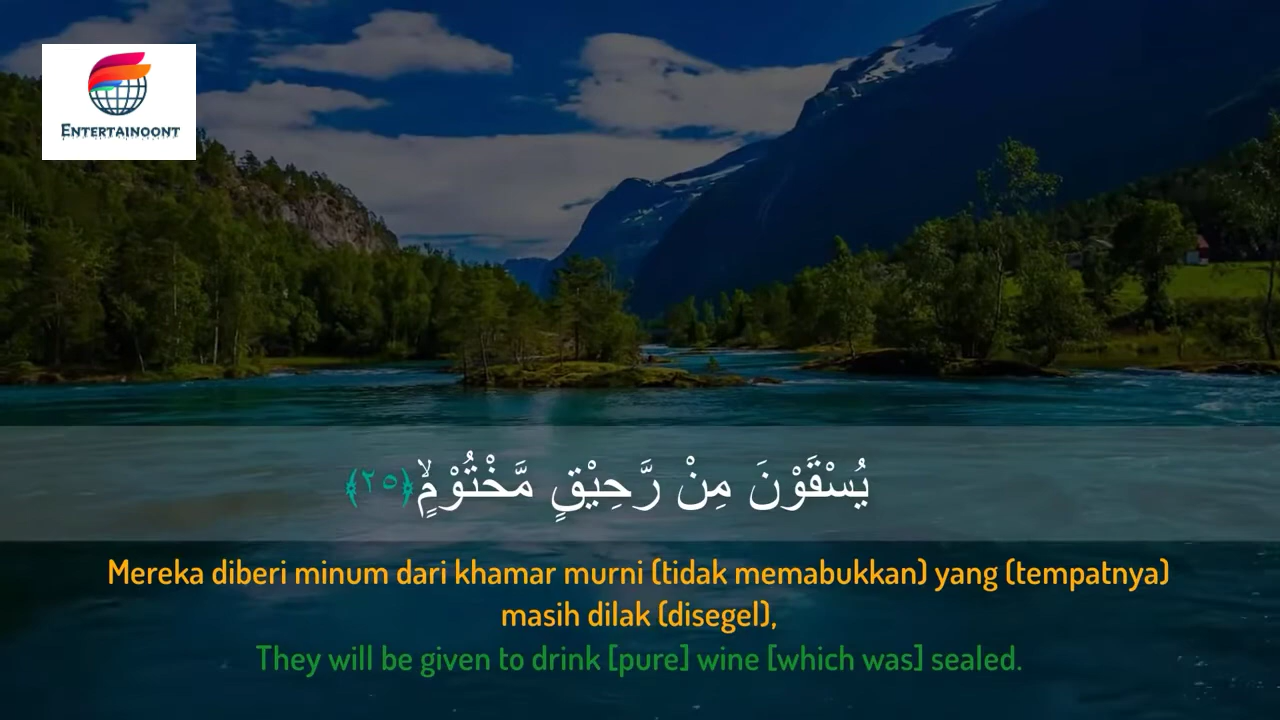 ENTERTAINOONT
يُسْقَوْنَ مِنْ رَّحِيْقٍ مَّخْتُوْمٍۙ ﴿٢٥﴾
Mereka diberi minum dari khamar murni (tidak memabukkan) yang (tempatnya)
masih dilak (disegel),
They will be given to drink [pure] wine [which was] sealed.